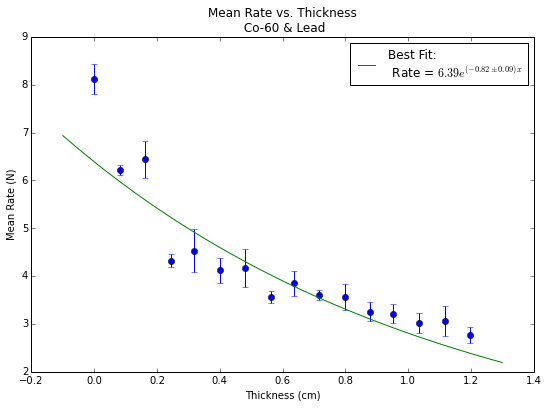 Mean Rate vs. Thickness
Co-60 & Lead
Best Fit:
Rate = 6.39e^(−0.82±0.09)x
Mean Rate (N)
9
8
7
6
5
4
3
2
−0.2
0.0
0.2
0.4
0.6
0.8
1.0
1.2
1.4
Thickness (cm)